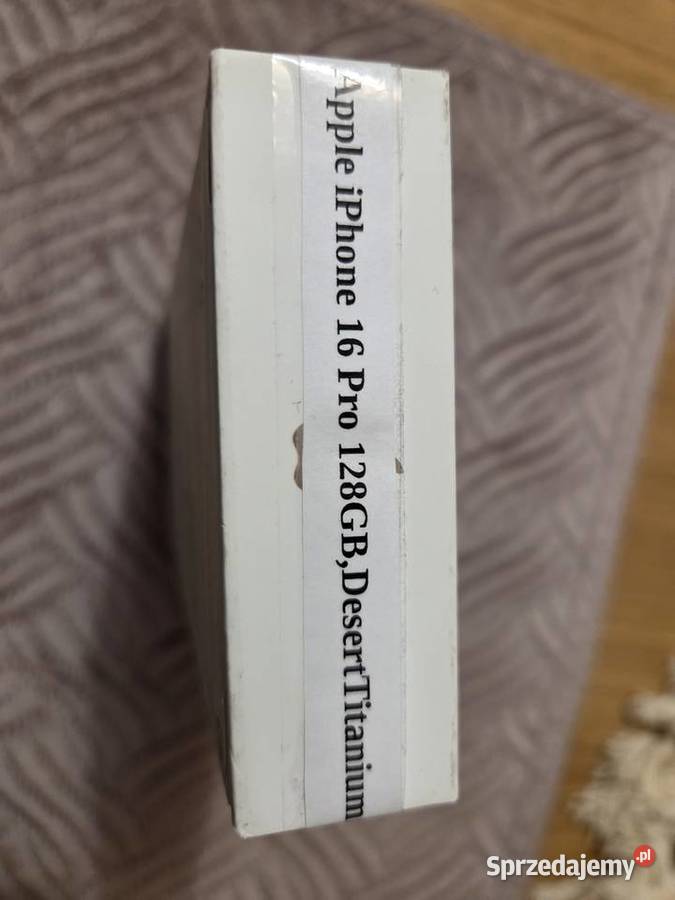 Apple iPhone 16 Pro 128GB,DesertTitanium
Sprzedajemy.pl